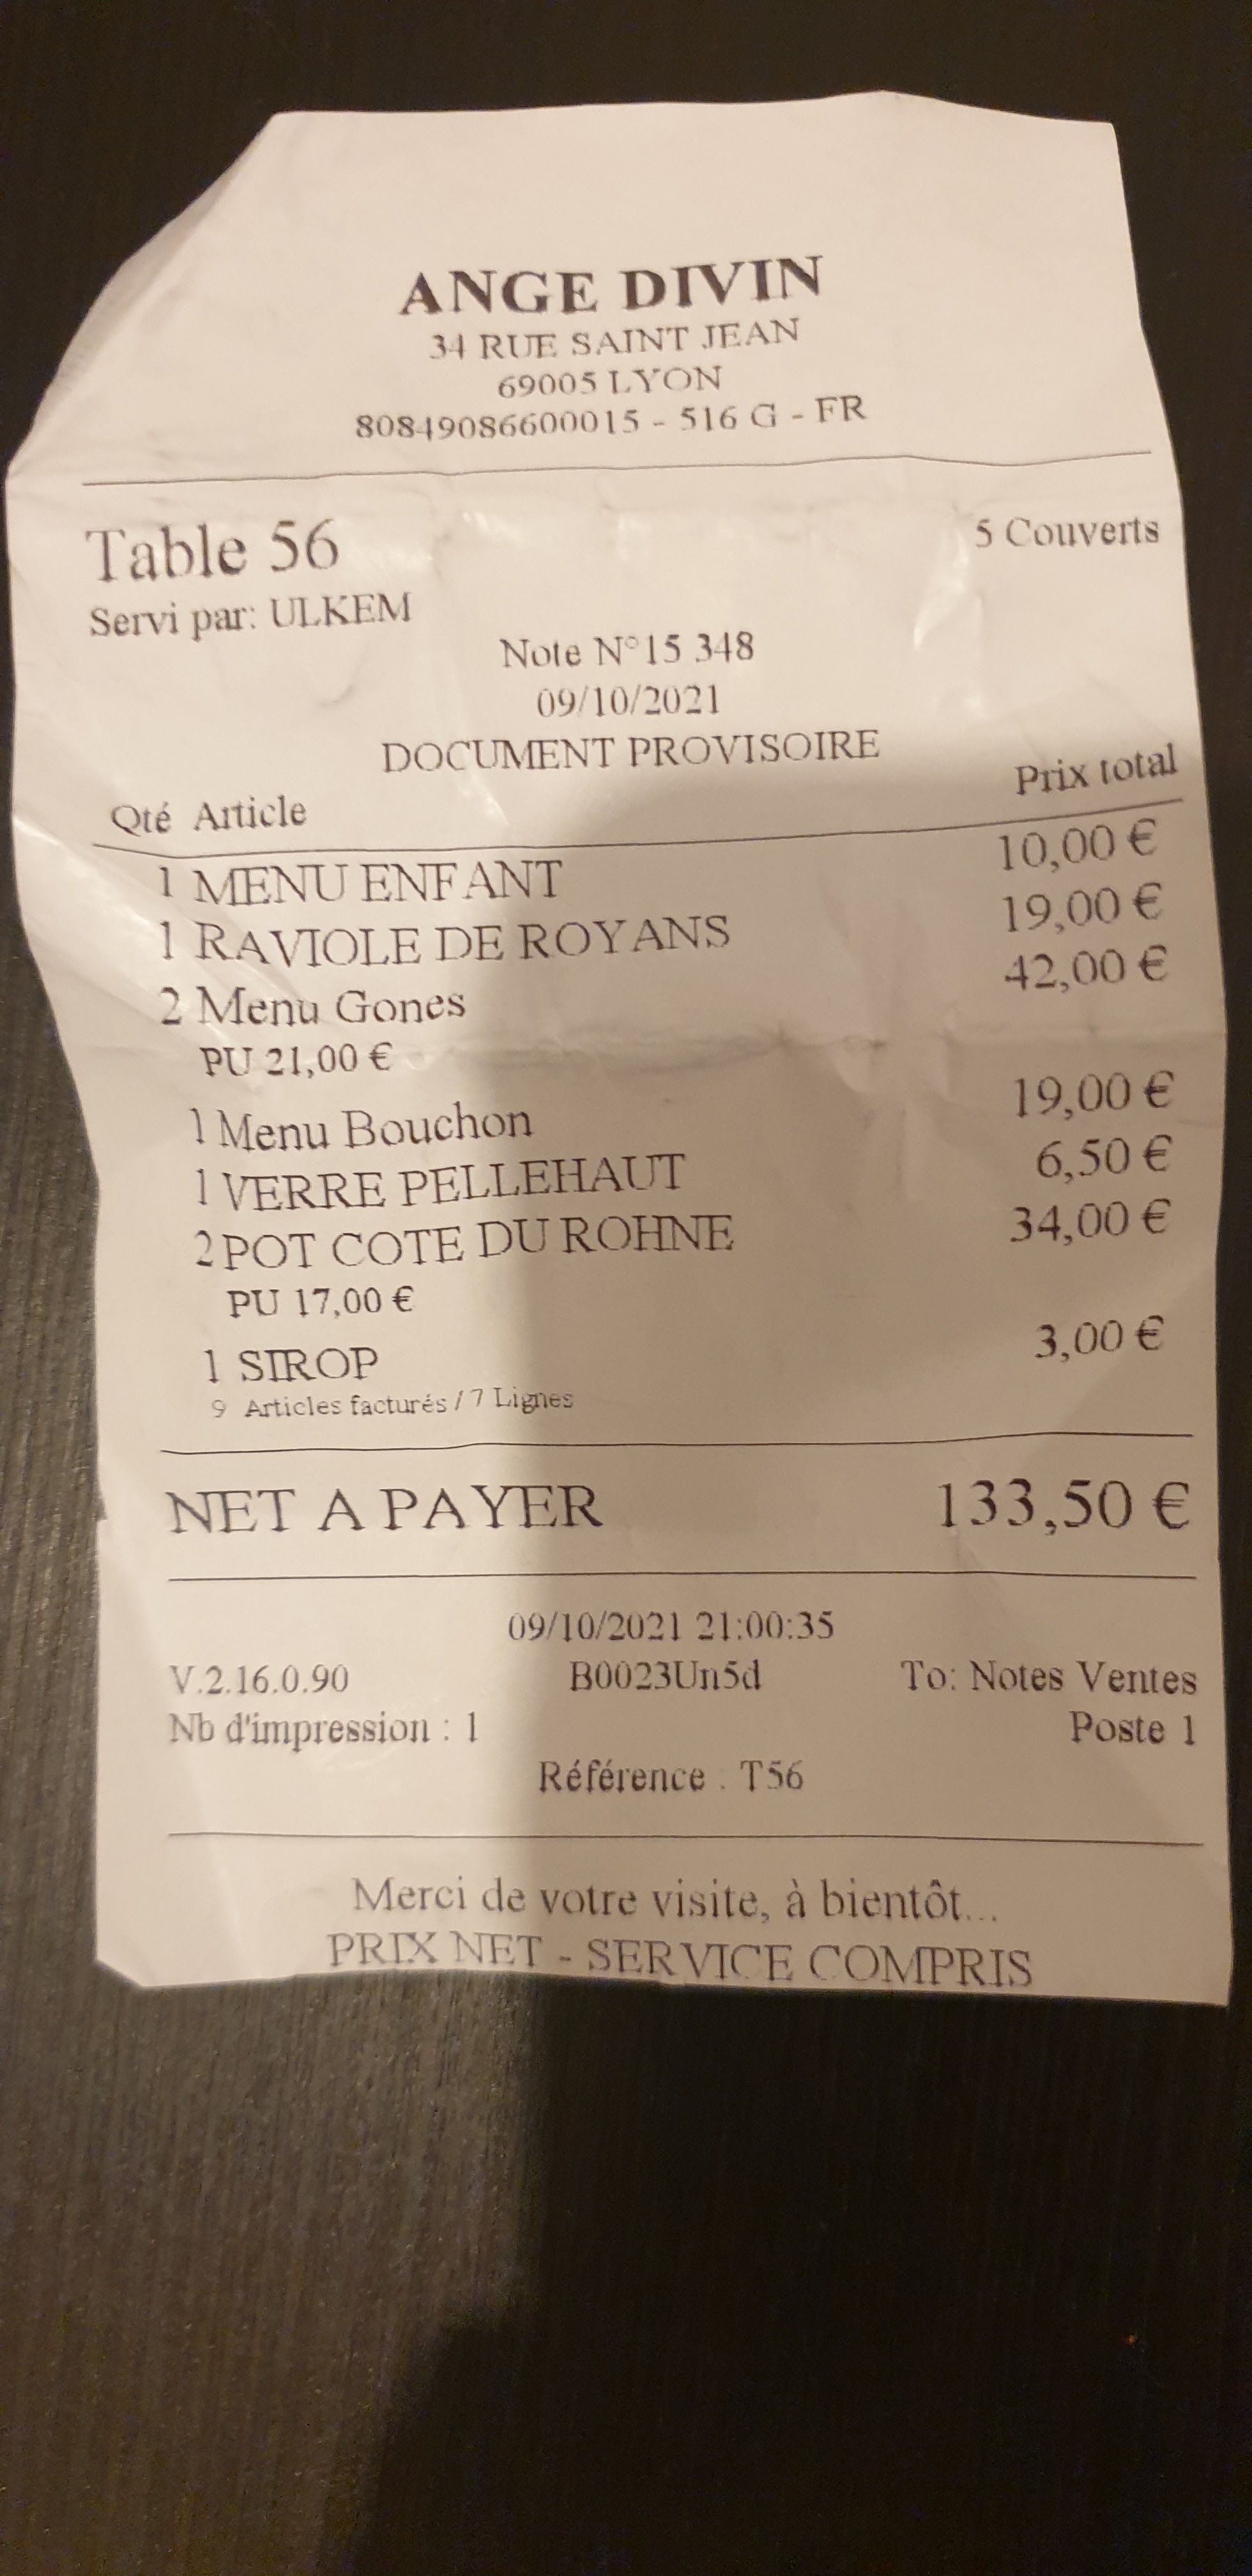 ANGE DIVIN
34 RUE SAINT JEAN
69005 LYON
80849086600015 - 516 G - FR
Table 56
5 Couverts
Servi par: ULKEM
Note N°15 348
09/10/2021
DOCUMENT PROVISOIRE
Qté Article Prix total
1 MENU ENFANT 10,00 €
1 RAVIOLE DE ROYANS 19,00 €
2 Menu Gones 42,00 €
PU 21,00 €
1 Menu Bouchon 19,00 €
1 VERRE PELLEHAUT 6,50 €
2 POT COTE DU ROHNE 34,00 €
PU 17,00 €
1 SIROP 3,00 €
9 Articles facturés / 7 Lignes
NET A PAYER 133,50 €
09/10/2021 21:00:35
V.2.16.0.90 B0023Un5d To: Notes Ventes
Nb d'impression : 1 Poste 1
Référence : T56
Merci de votre visite, à bientôt...
PRIX NET - SERVICE COMPRIS